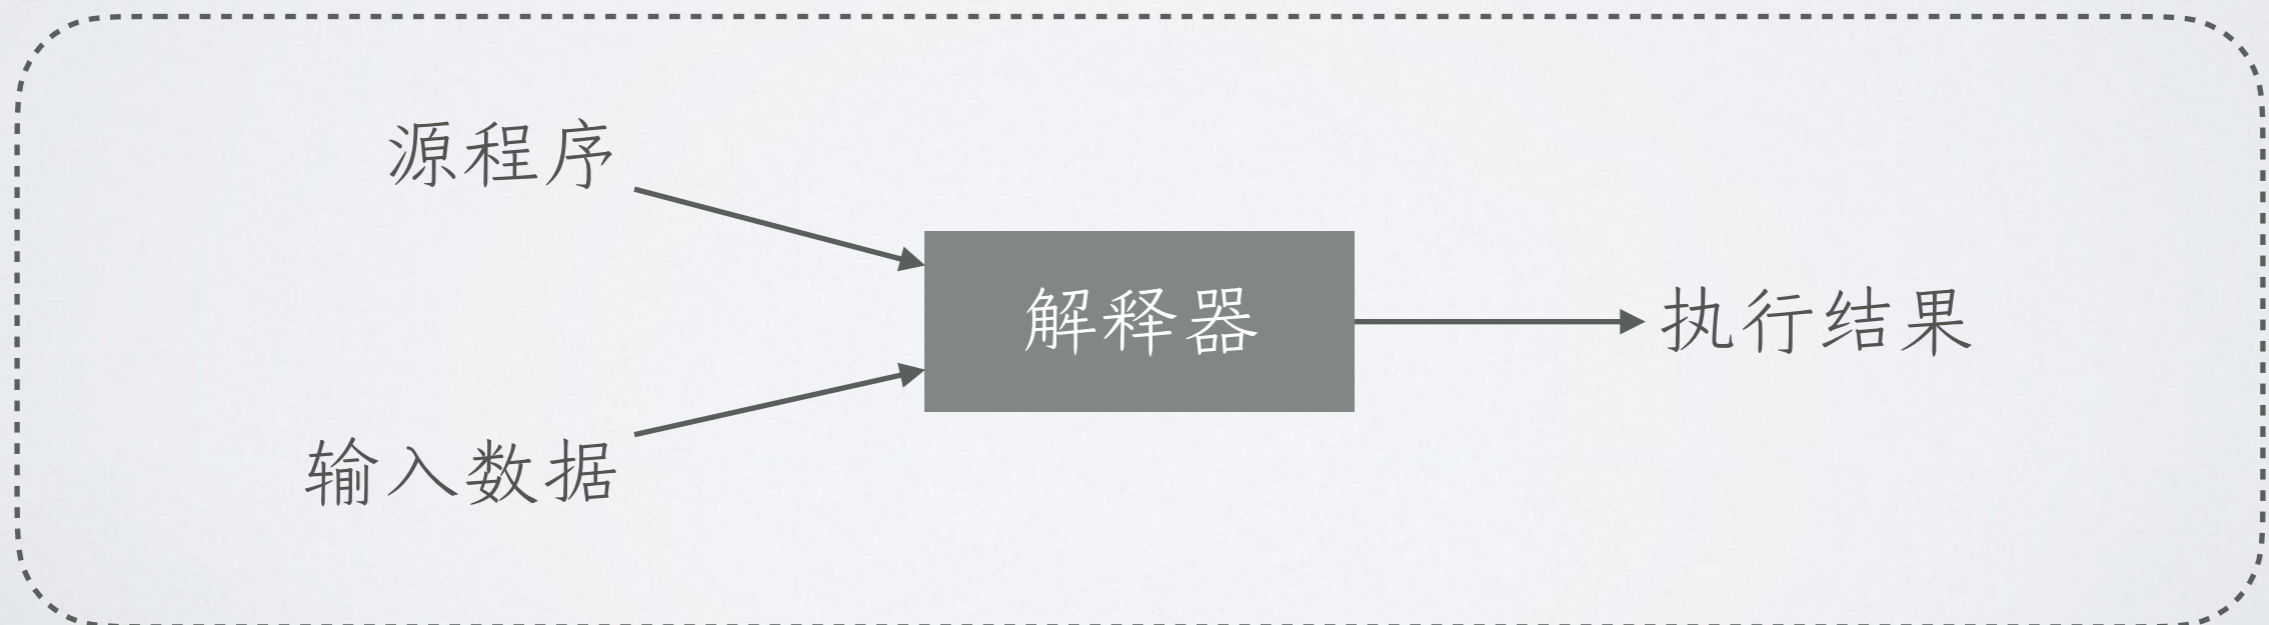 源程序
解释器
执行结果
输入数据